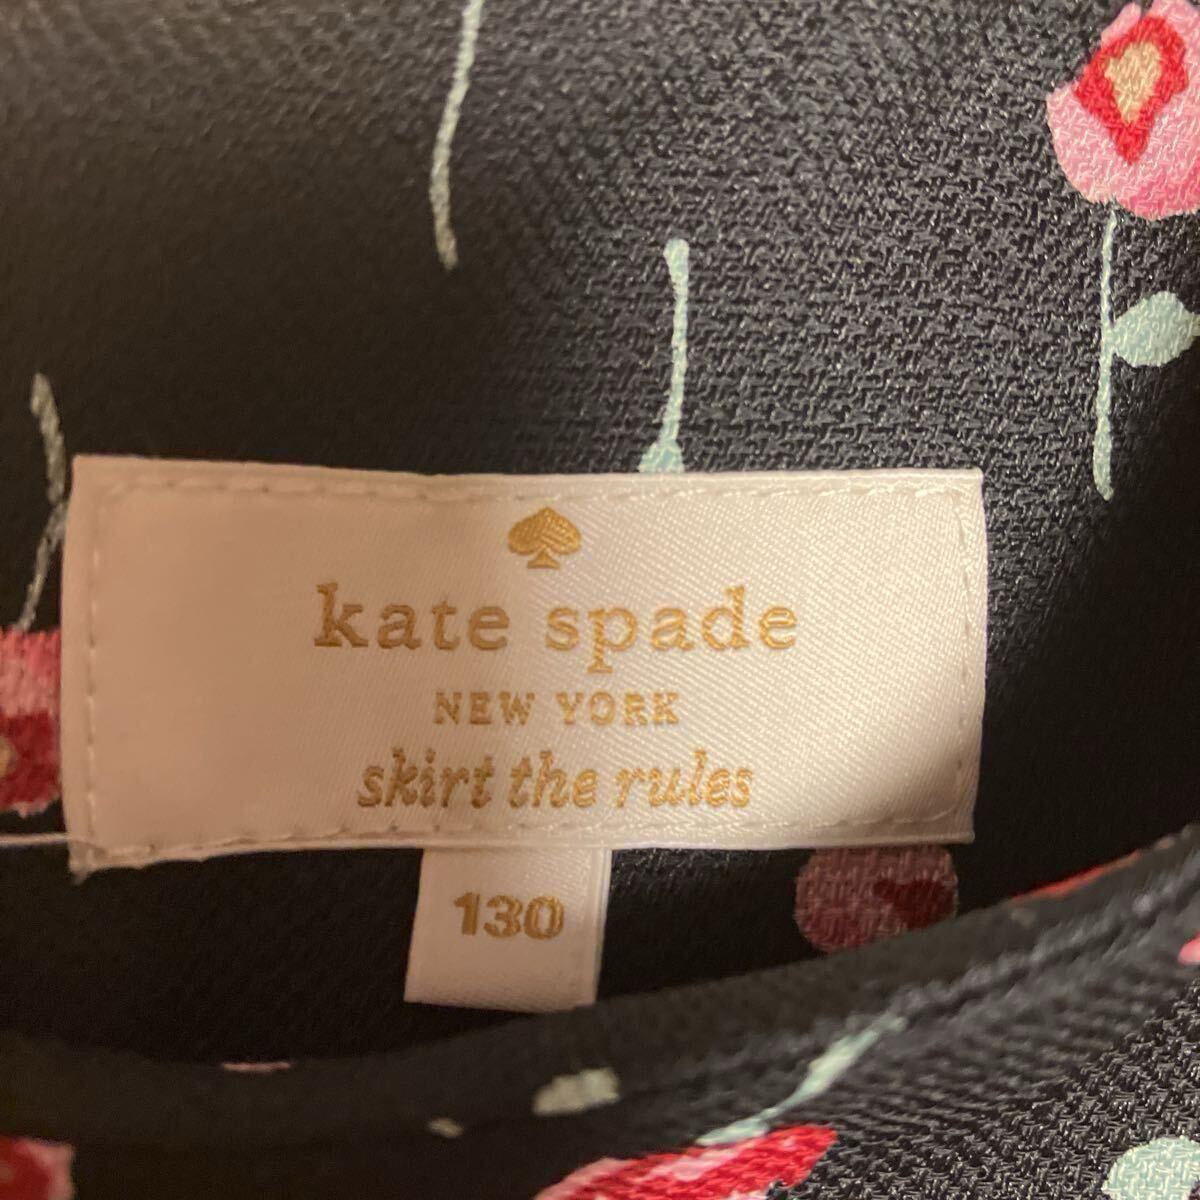 kate spade
NEW YORK
skirt the rules
130